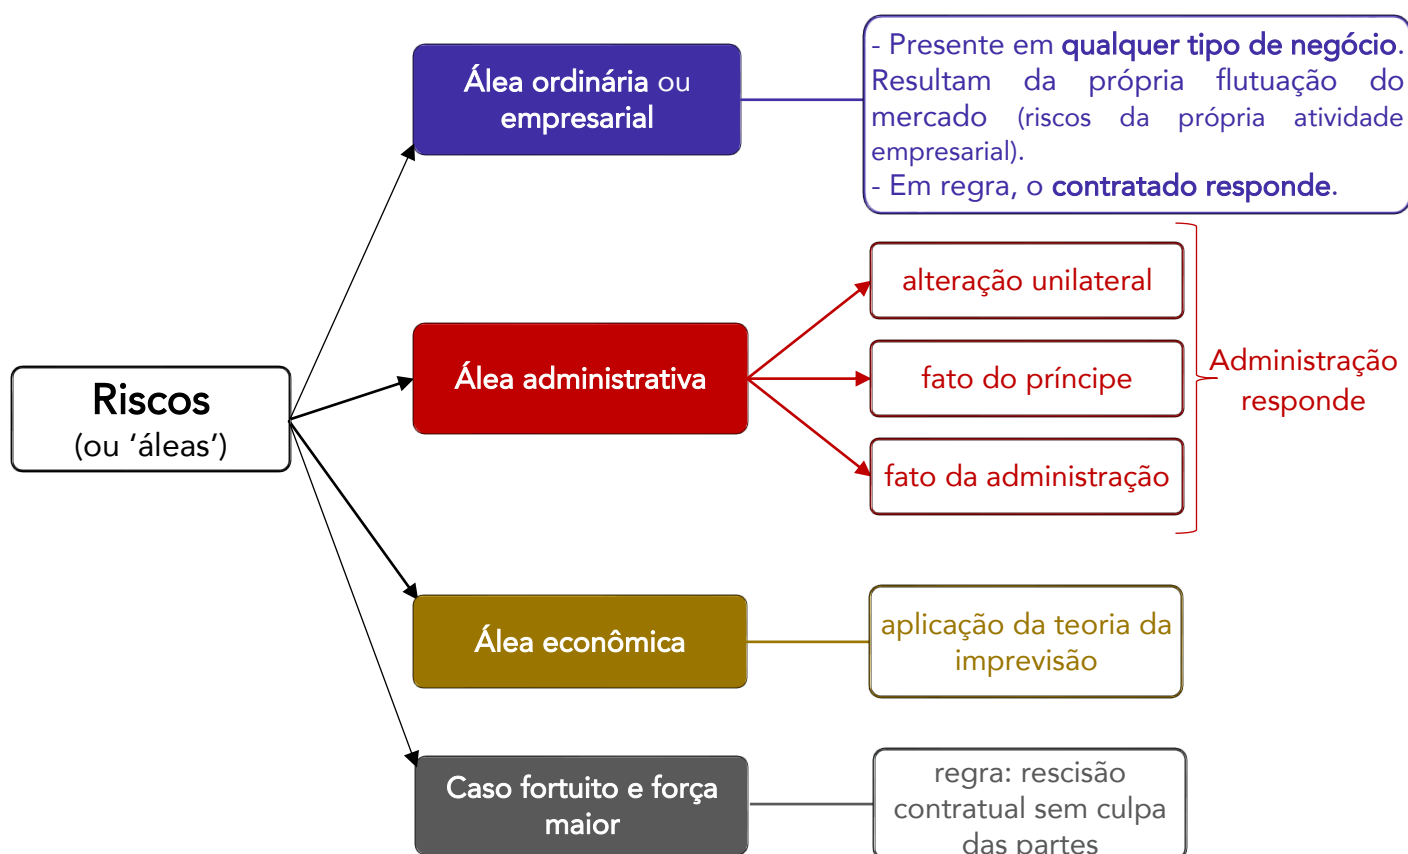 Riscos
(ou ‘áleas’)
Álea ordinária ou
empresarial
- Presente em qualquer tipo de negócio.
Resultam da própria flutuação do
mercado (riscos da própria atividade
empresarial).
- Em regra, o contratado responde.
Álea administrativa
alteração unilateral
fato do príncipe
fato da administração
Administração
responde
Álea econômica
aplicação da teoria da
imprevisão
Caso fortuito e força
maior
regra: rescisão
contratual sem culpa
das partes